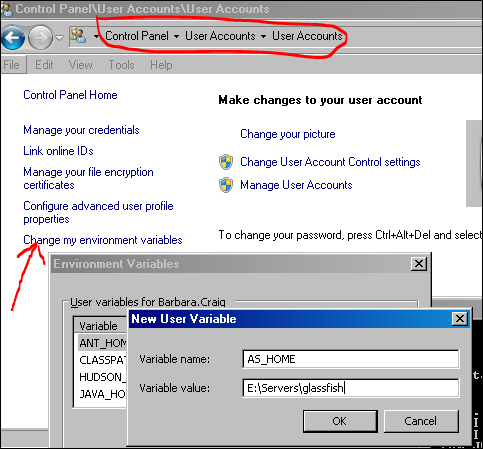 Control Panel\User Accounts\User Accounts
Control Panel User Accounts User Accounts
File Edit View Tools Help
Control Panel Home
Manage your credentials
Link online IDs
Manage your file encryption
certificates
Configure advanced user profile
properties
Change my environment variables
Make changes to your user account
Change your picture
Change User Account Control settings
Manage User Accounts
To change your password, press Ctrl+Alt+Del and select
Environment Variables
User variables for Barbara.Craig
Variable
ANT_HOM
CLASSPAT
HUDSON_
JAVA_HO
New User Variable
Variable name: AS_HOME
Variable value: E:\Servers\glassfish
OK Cancel